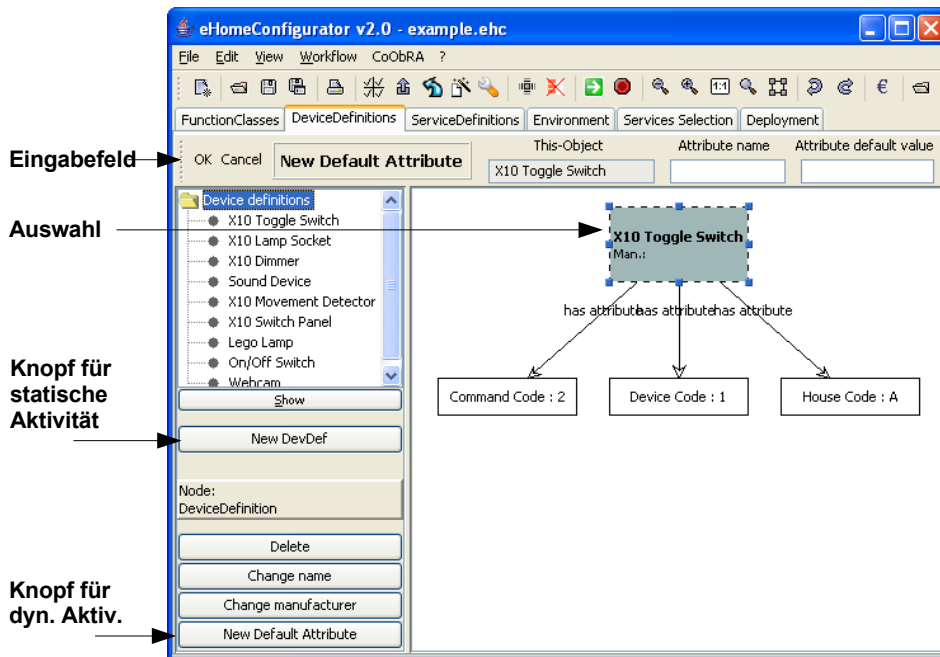 eHomeConfigurator v2.0 - example.ehc
File Edit View Workflow CoObRA ?
1:1 €
FunctionClasses DeviceDefinitions ServiceDefinitions Environment Services Selection Deployment
Eingabefeld
OK Cancel New Default Attribute
This-Object Attribute name Attribute default value
X10 Toggle Switch
Auswahl
Device definitions
X10 Toggle Switch
X10 Lamp Socket
X10 Dimmer
Sound Device
X10 Movement Detector
X10 Switch Panel
Lego Lamp
On/Off Switch
Webcam
X10 Toggle Switch
Man.:
has attribute has attribute has attribute
Command Code : 2 Device Code : 1 House Code : A
Knopf für
statische
Aktivität
Show
New DevDef
Node:
DeviceDefinition
Delete
Change name
Change manufacturer
New Default Attribute
Knopf für
dyn. Aktiv.